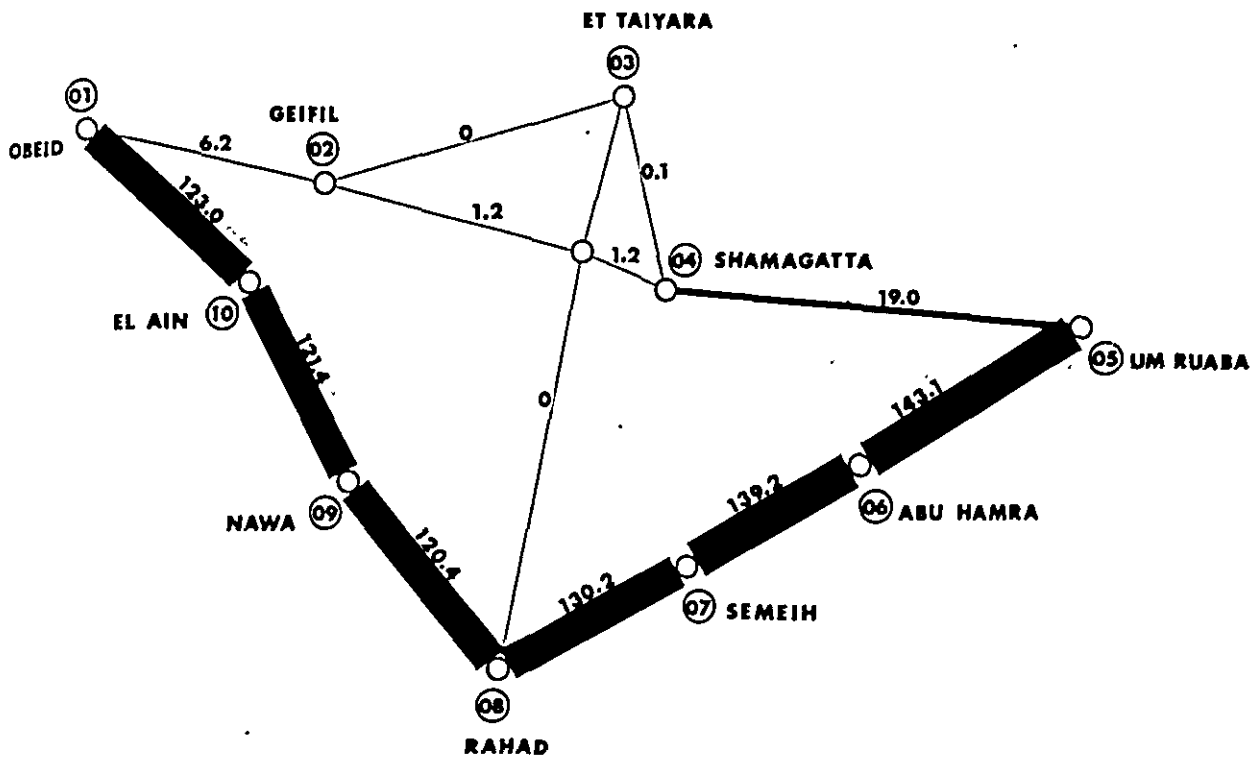 ET TAIYARA
03
01
OBEID
GEIFIL
02
6.2
0
123.0
1.2
0.1
1.2
04 SHAMAGATTA
19.0
EL AIN 10
121.4
05 UM RUABA
0
143.1
NAWA 09
139.2
06 ABU HAMRA
120.4
130.2
07 SEMEIH
08
RAHAD